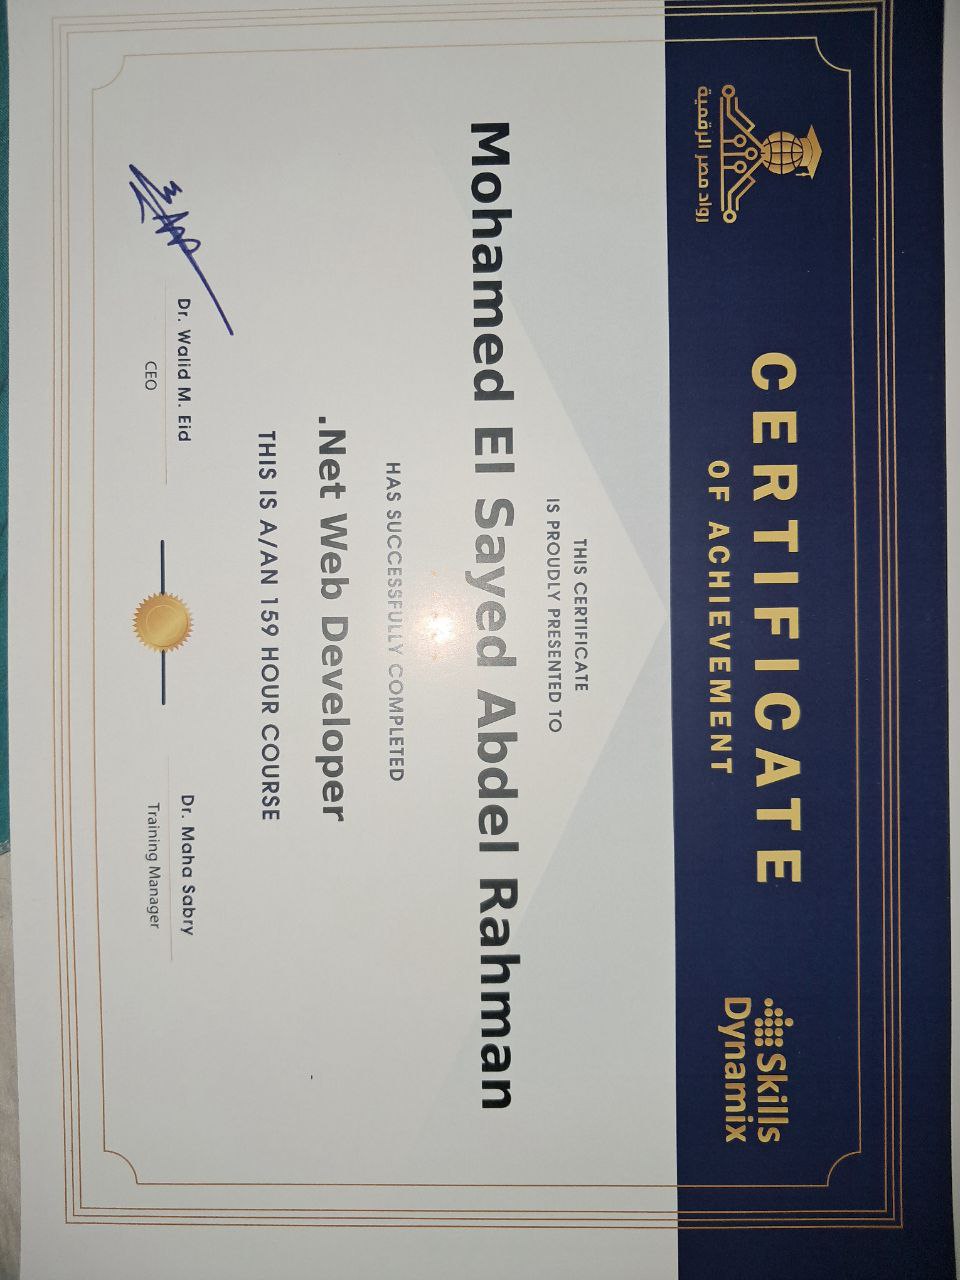 رواد مصر الرقمية
CERTIFICATE
OF ACHIEVEMENT
Skills
Dynamix
THIS CERTIFICATE
IS PROUDLY PRESENTED TO
Mohamed El Sayed Abdel Rahman
HAS SUCCESSFULLY COMPLETED
.Net Web Developer
THIS IS A/AN 159 HOUR COURSE
Dr. Walid M. Eid
CEO
Dr. Maha Sabry
Training Manager